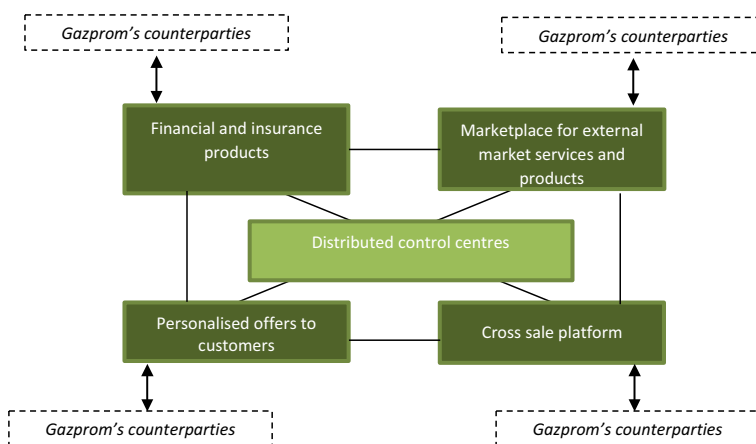 Gazprom’s counterparties
Gazprom’s counterparties
Financial and insurance
products
Marketplace for external
market services and
products
Distributed control centres
Personalised offers to
customers
Cross sale platform
Gazprom’s counterparties
Gazprom’s counterparties